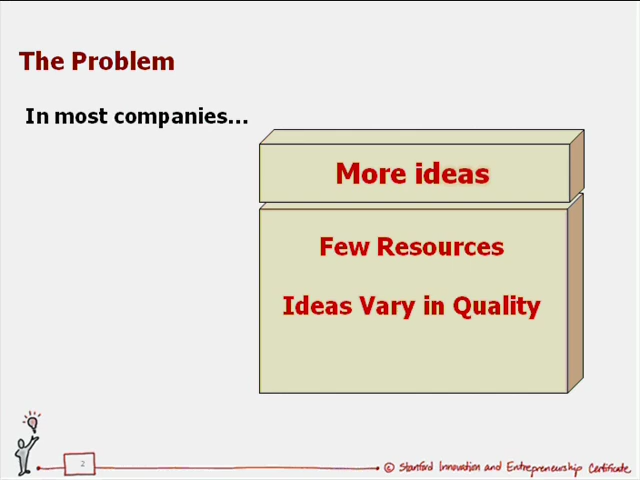 The Problem
In most companies...
More ideas
Few Resources
Ideas Vary in Quality
2
© Stanford Innovation and Entrepreneurship Certificate